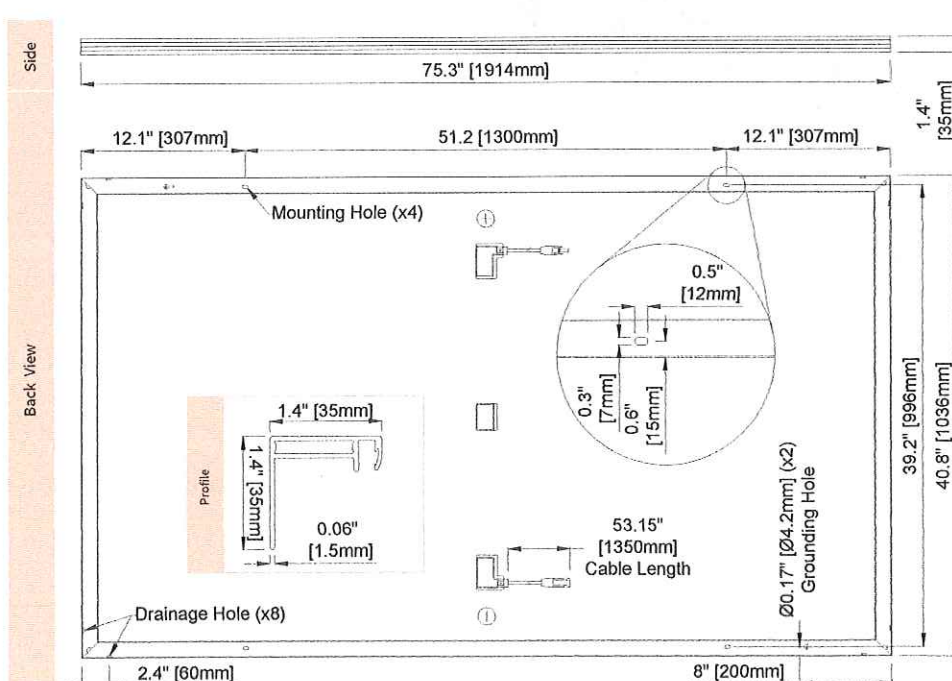 Side
75.3" [1914mm]
1.4"
[35mm]
12.1" [307mm]
51.2 [1300mm]
12.1" [307mm]
Back View
Mounting Hole (x4)
+
0.5"
[12mm]
0.3"
[7mm]
0.6"
[15mm]
Profile
1.4" [35mm]
1.4" [35mm]
0.06"
[1.5mm]
53.15"
[1350mm]
Cable Length
Ø0.17" [Ø4.2mm] (x2)
Grounding Hole
39.2" [996mm]
40.8" [1036mm]
Drainage Hole (x8)
2.4" [60mm]
8" [200mm]